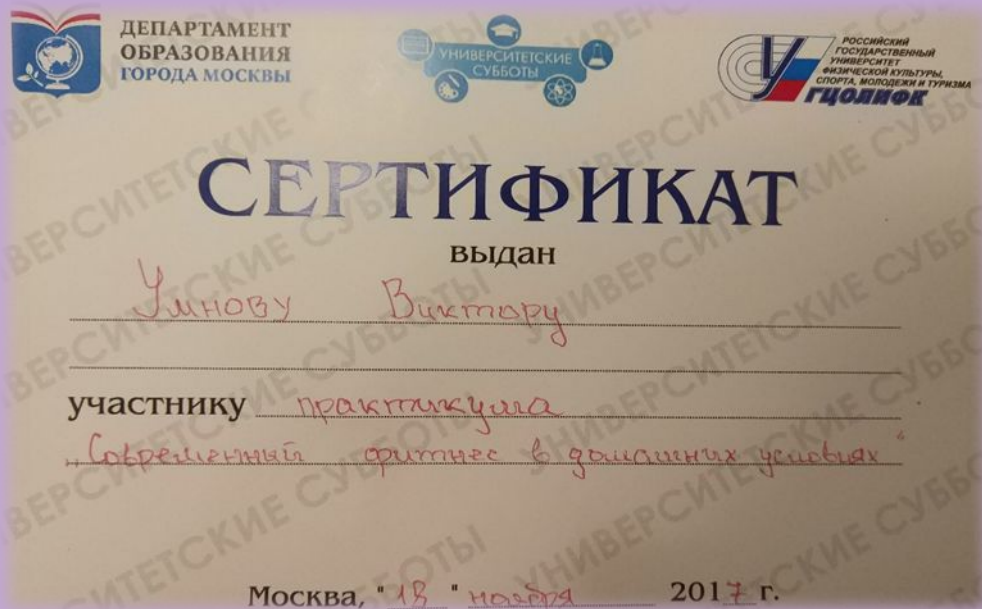 ДЕПАРТАМЕНТ
ОБРАЗОВАНИЯ
ГОРОДА МОСКВЫ
УНИВЕРСИТЕТСКИЕ
СУББОТЫ
РОССИЙСКИЙ
ГОСУДАРСТВЕННЫЙ
УНИВЕРСИТЕТ
ФИЗИЧЕСКОЙ КУЛЬТУРЫ,
СПОРТА, МОЛОДЕЖИ И ТУРИЗМА
ГЦОЛИФК
СЕРТИФИКАТ
выдан
Умнову Виктору
участнику практикума
„Современный фитнес в домашних условиях“
Москва, "18" ноября 2017 г.